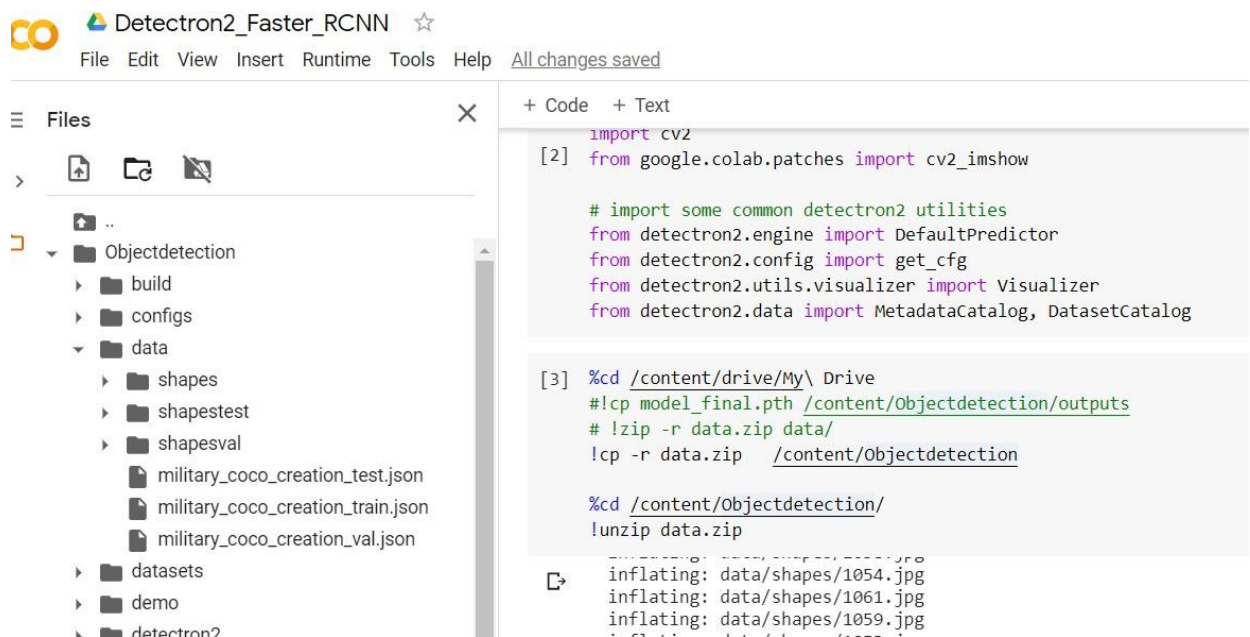 CO
Detectron2_Faster_RCNN
File Edit View Insert Runtime Tools Help All changes saved
Files
..
Objectdetection
build
configs
data
shapes
shapestest
shapesval
military_coco_creation_test.json
military_coco_creation_train.json
military_coco_creation_val.json
datasets
demo
detectron2
+ Code + Text
import cv2
[2] from google.colab.patches import cv2_imshow
# import some common detectron2 utilities
from detectron2.engine import DefaultPredictor
from detectron2.config import get_cfg
from detectron2.utils.visualizer import Visualizer
from detectron2.data import MetadataCatalog, DatasetCatalog
[3] %cd /content/drive/My\ Drive
#!cp model_final.pth /content/Objectdetection/outputs
# !zip -r data.zip data/
!cp -r data.zip /content/Objectdetection
%cd /content/Objectdetection/
!unzip data.zip
inflating: data/shapes/1054.jpg
inflating: data/shapes/1061.jpg
inflating: data/shapes/1059.jpg